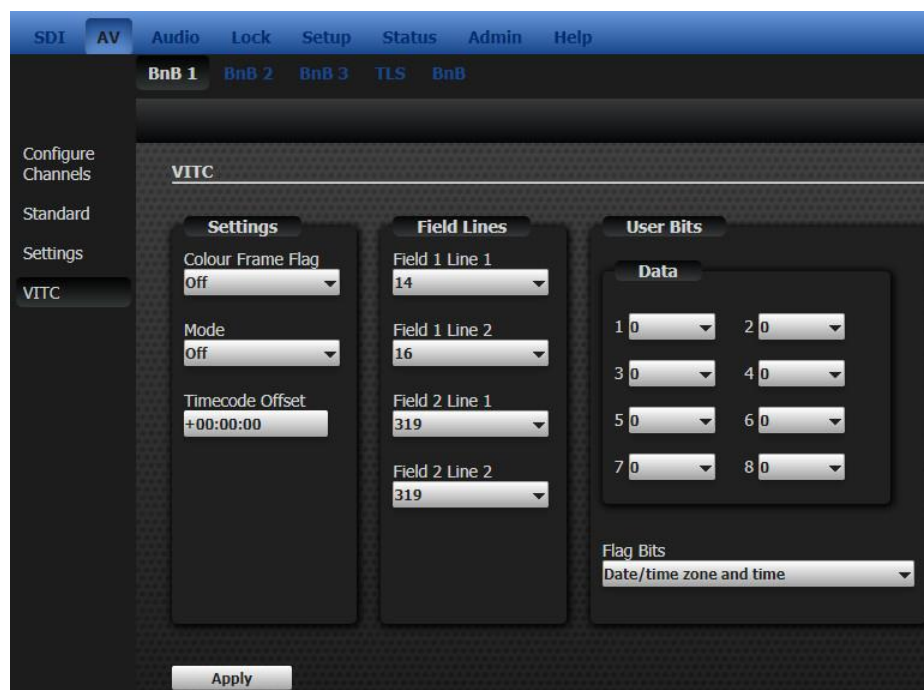 SDI AV Audio Lock Setup Status Admin Help
BnB 1 BnB 2 BnB 3 TLS BnB
Configure
Channels
Standard
Settings
VITC
VITC
Settings
Colour Frame Flag
Off
Mode
Off
Timecode Offset
+00:00:00
Field Lines
Field 1 Line 1
14
Field 1 Line 2
16
Field 2 Line 1
319
Field 2 Line 2
319
User Bits
Data
1 0 2 0
3 0 4 0
5 0 6 0
7 0 8 0
Flag Bits
Date/time zone and time
Apply